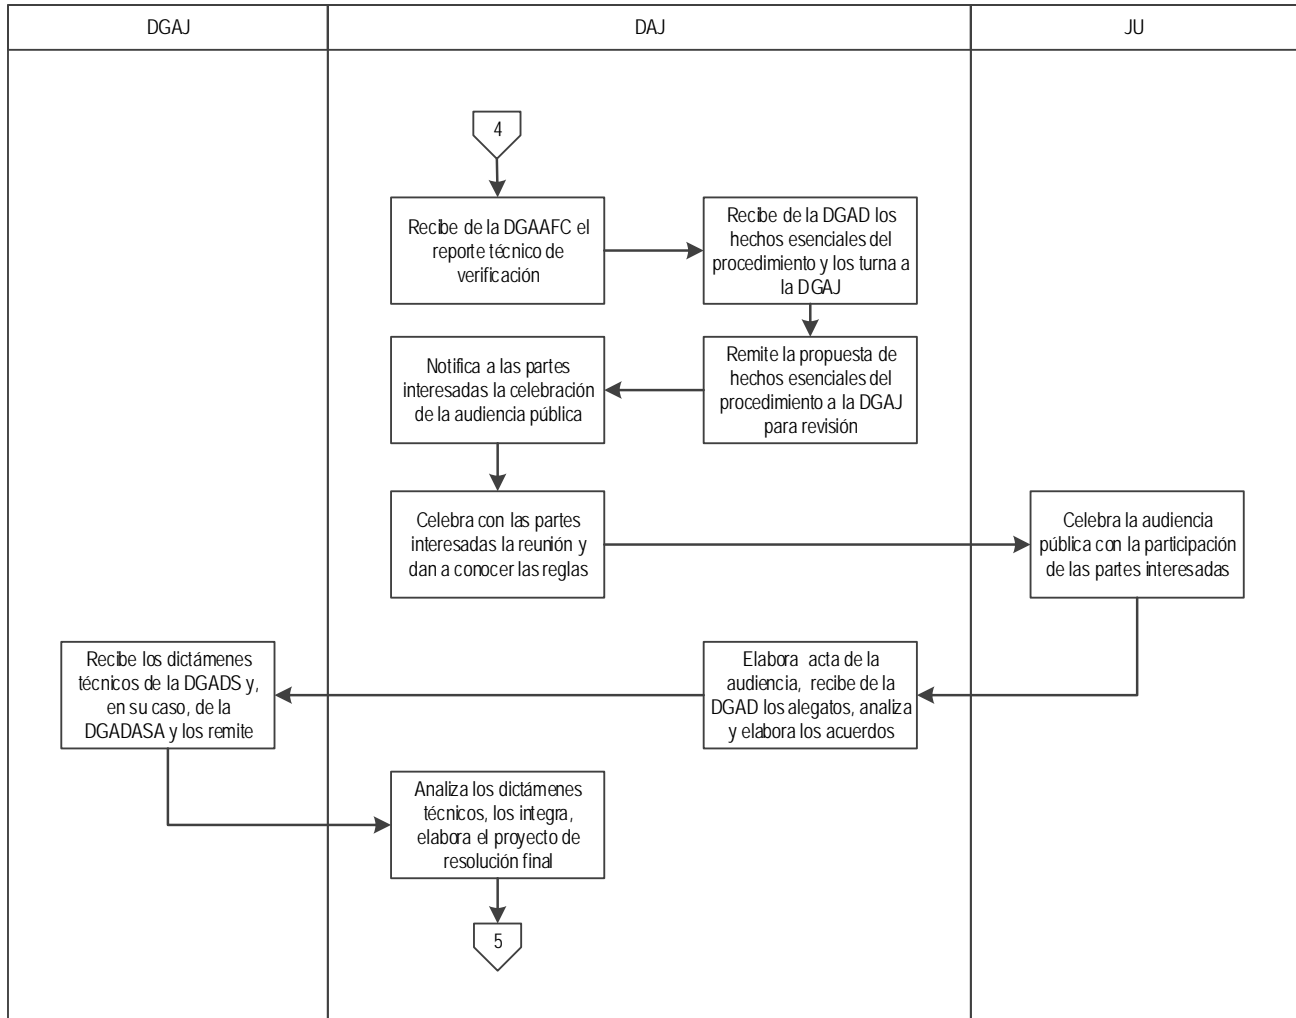 DGAJ
DAJ
JU
4
Recibe de la DGAAFC el
reporte técnico de
verificación
Recibe de la DGAD los
hechos esenciales del
procedimiento y los turna a
la DGAJ
Notifica a las partes
interesadas la celebración
de la audiencia pública
Remite la propuesta de
hechos esenciales del
procedimiento a la DGAJ
para revisión
Celebra con las partes
interesadas la reunión y
dan a conocer las reglas
Celebra la audiencia
pública con la participación
de las partes interesadas
Recibe los dictámenes
técnicos de la DGADS y,
en su caso, de la
DGADASA y los remite
Elabora acta de la
audiencia, recibe de la
DGAD los alegatos, analiza
y elabora los acuerdos
Analiza los dictámenes
técnicos, los integra,
elabora el proyecto de
resolución final
5